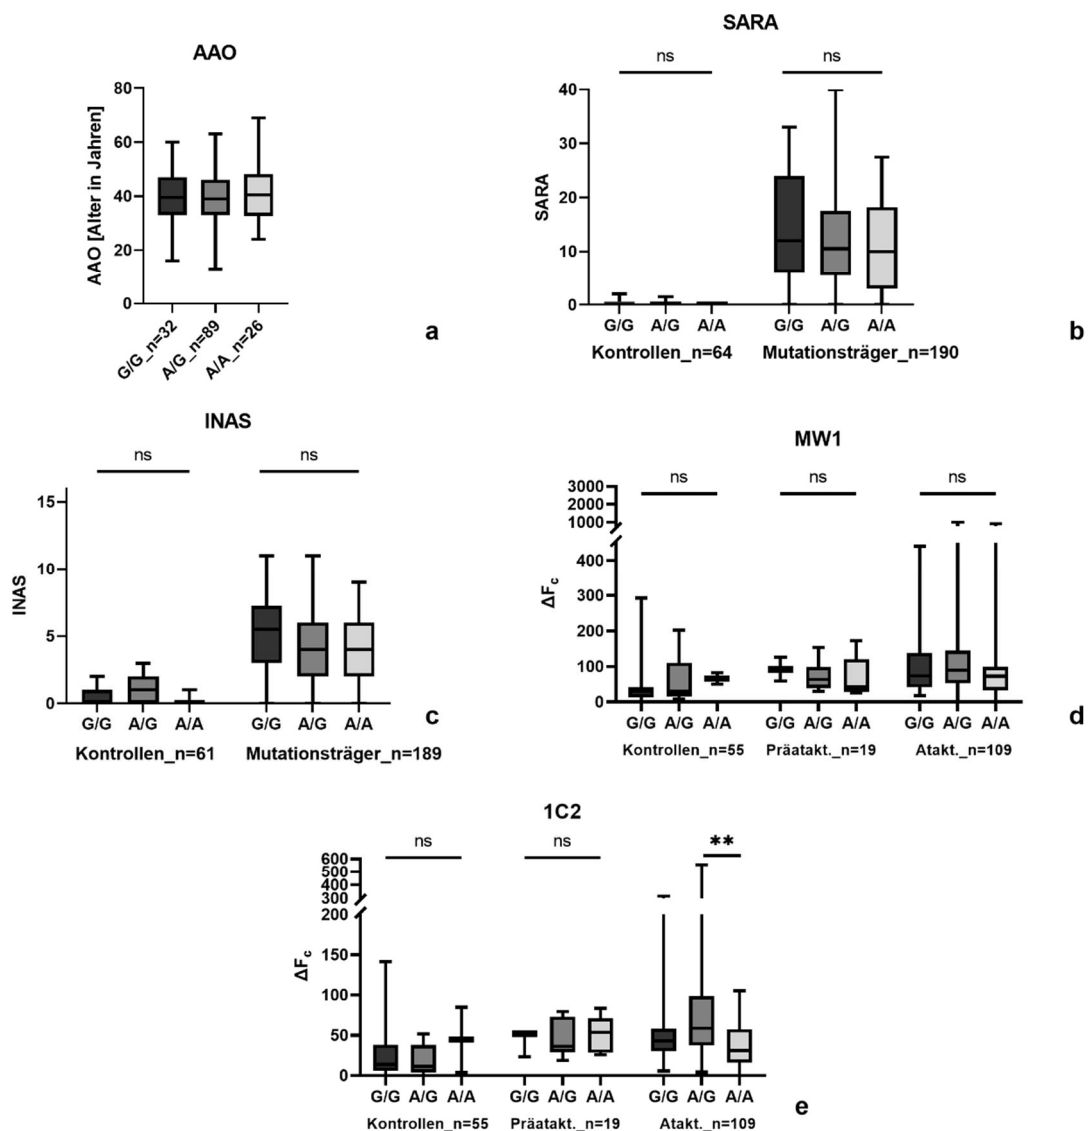 AAO
AAO [Alter in Jahren]
80
60
40
20
0
G/G_n=32
A/G_n=89
A/A_n=26
a
SARA
ns ns
SARA
40
30
20
10
0
G/G A/G A/A G/G A/G A/A
Kontrollen_n=64 Mutationsträger_n=190
b
INAS
ns ns
INAS
15
10
5
0
G/G A/G A/A G/G A/G A/A
Kontrollen_n=61 Mutationsträger_n=189
c
MW1
ns ns ns
ΔFc
3000
2000
1000
400
300
200
100
0
G/G A/G A/A G/G A/G A/A G/G A/G A/A
Kontrollen_n=55 Präatakt._n=19 Atakt._n=109
d
1C2
ns ns **
ΔFc
600
500
400
300
200
150
100
50
0
G/G A/G A/A G/G A/G A/A G/G A/G A/A
Kontrollen_n=55 Präatakt._n=19 Atakt._n=109
e